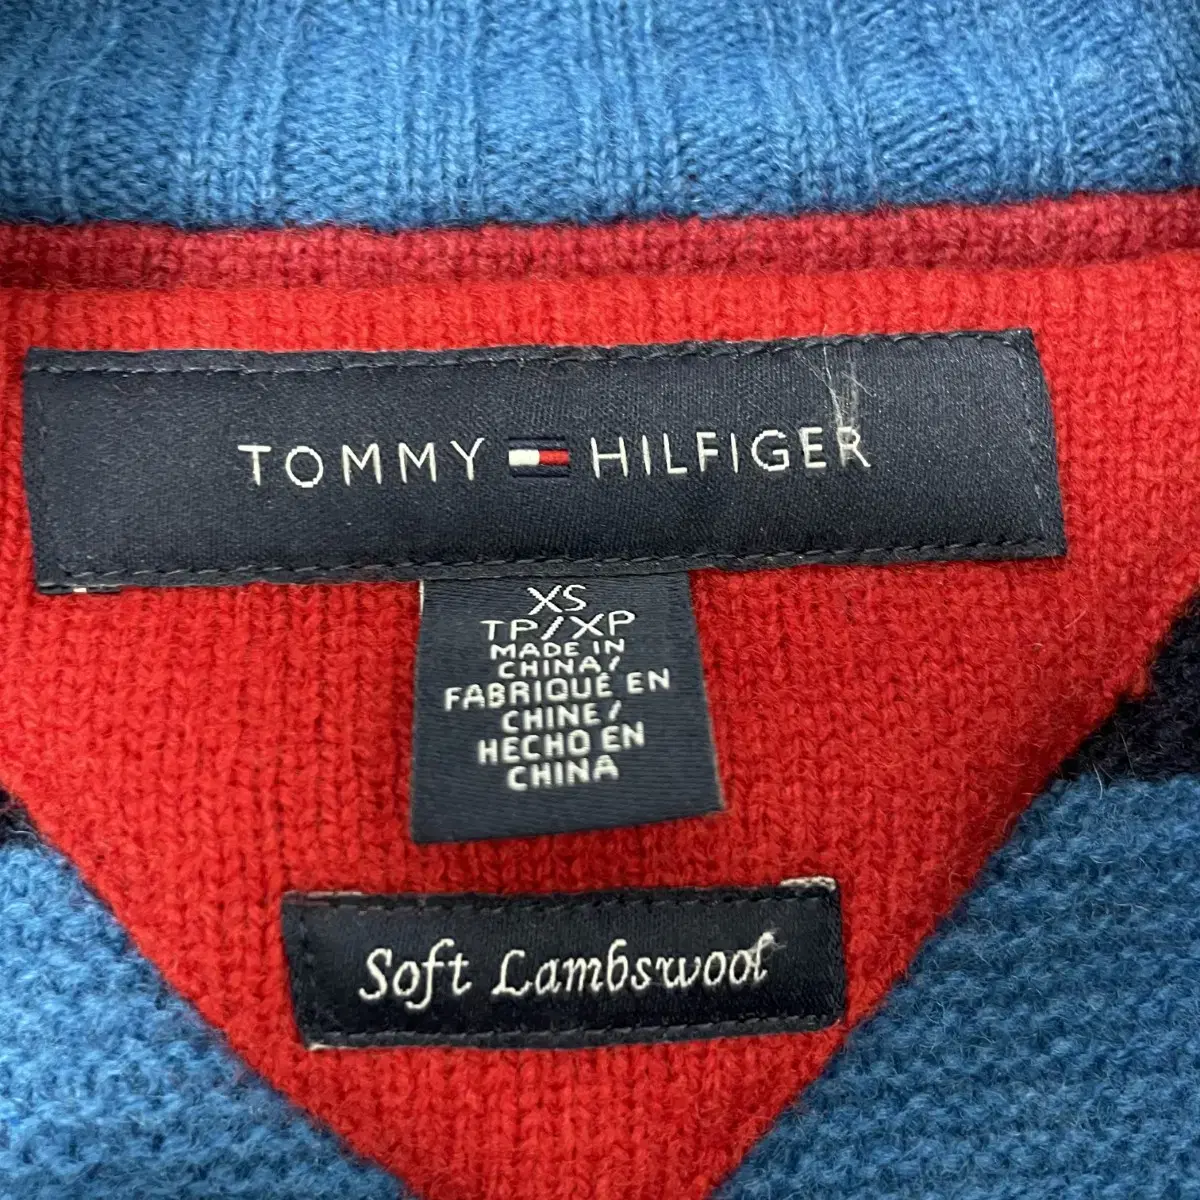 TOMMY HILFIGER
XS
TP/XP
MADE IN
CHINA/
FABRIQUÉ EN
CHINE/
HECHO EN
CHINA
Soft Lambswool